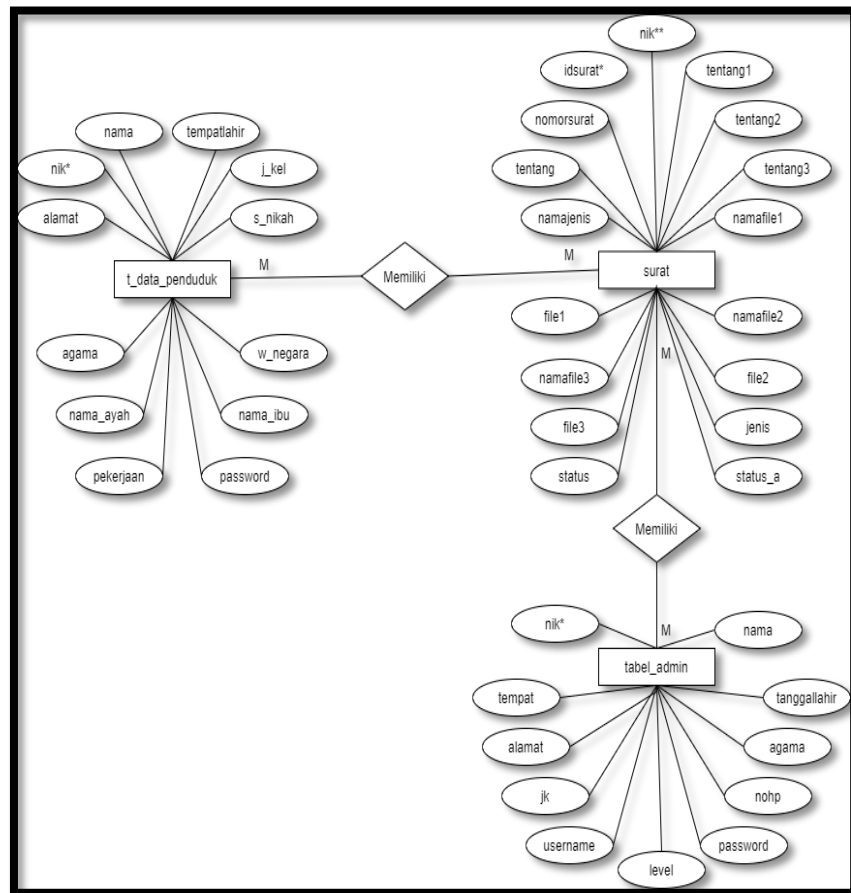 nik**
idsurat*
tentang1
nama
tempatlahir
nomorsurat
tentang2
nik*
j_kel
tentang
tentang3
alamat
s_nikah
namajenis
namafile1
t_data_penduduk
M
Memiliki
M
surat
file1
namafile2
agama
w_negara
M
namafile3
file2
nama_ayah
nama_ibu
file3
jenis
pekerjaan
password
status
status_a
Memiliki
nik*
M
nama
tabel_admin
tempat
tanggallahir
alamat
agama
jk
nohp
username
password
level